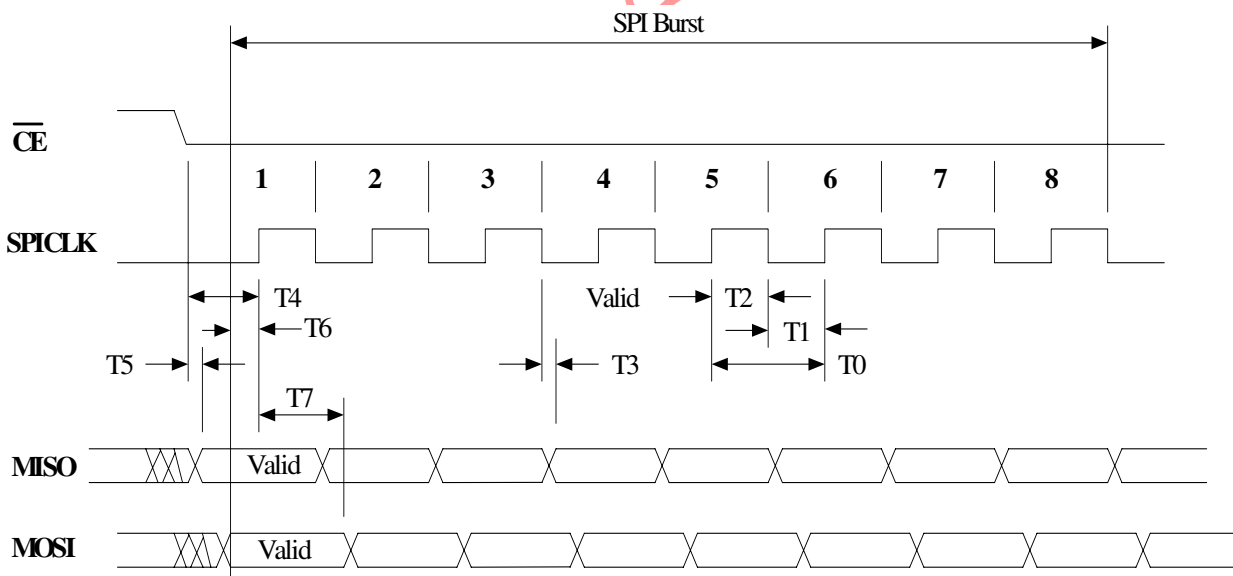 SPI Burst
CE
1 2 3 4 5 6 7 8
SPICLK
T4 Valid T2
T6 T1
T5 T3 T0
T7
MISO Valid
MOSI Valid